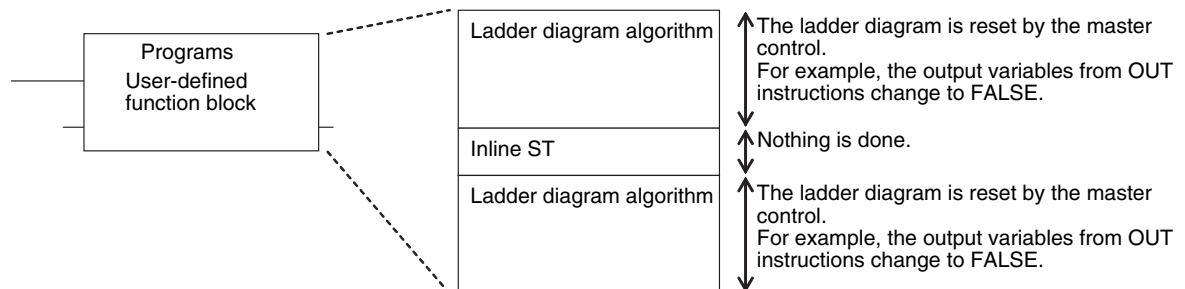 Programs
User-defined
function block
Ladder diagram algorithm
The ladder diagram is reset by the master
control.
For example, the output variables from OUT
instructions change to FALSE.
Inline ST
Nothing is done.
Ladder diagram algorithm
The ladder diagram is reset by the master
control.
For example, the output variables from OUT
instructions change to FALSE.